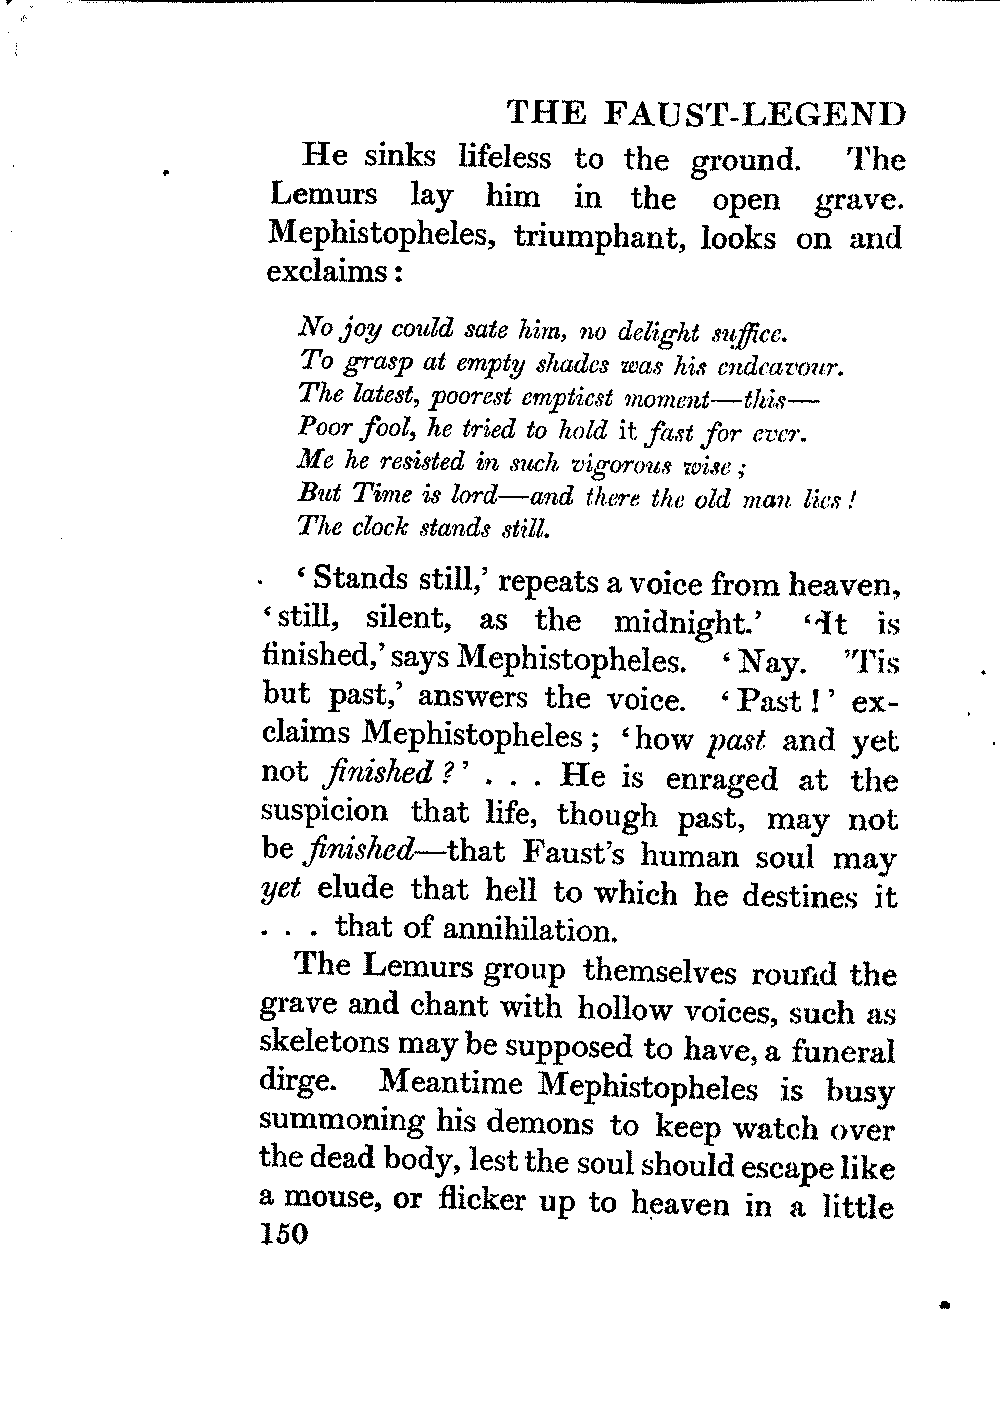 THE FAUST-LEGEND
He sinks lifeless to the ground. The
Lemurs lay him in the open grave.
Mephistopheles, triumphant, looks on and
exclaims:
No joy could sate him, no delight suffice.
To grasp at empty shades was his endeavour.
The latest, poorest emptiest moment—this—
Poor fool, he tried to hold it fast for ever.
Me he resisted in such vigorous wise;
But Time is lord—and there the old man lies!
The clock stands still.
‘Stands still,’ repeats a voice from heaven,
‘still, silent, as the midnight.’ ‘It is
finished,’ says Mephistopheles. ‘Nay. ’Tis
but past,’ answers the voice. ‘Past!’ ex-
claims Mephistopheles; ‘how past and yet
not finished?’ . . . He is enraged at the
suspicion that life, though past, may not
be finished—that Faust’s human soul may
yet elude that hell to which he destines it
. . . that of annihilation.
The Lemurs group themselves round the
grave and chant with hollow voices, such as
skeletons may be supposed to have, a funeral
dirge. Meantime Mephistopheles is busy
summoning his demons to keep watch over
the dead body, lest the soul should escape like
a mouse, or flicker up to heaven in a little
150